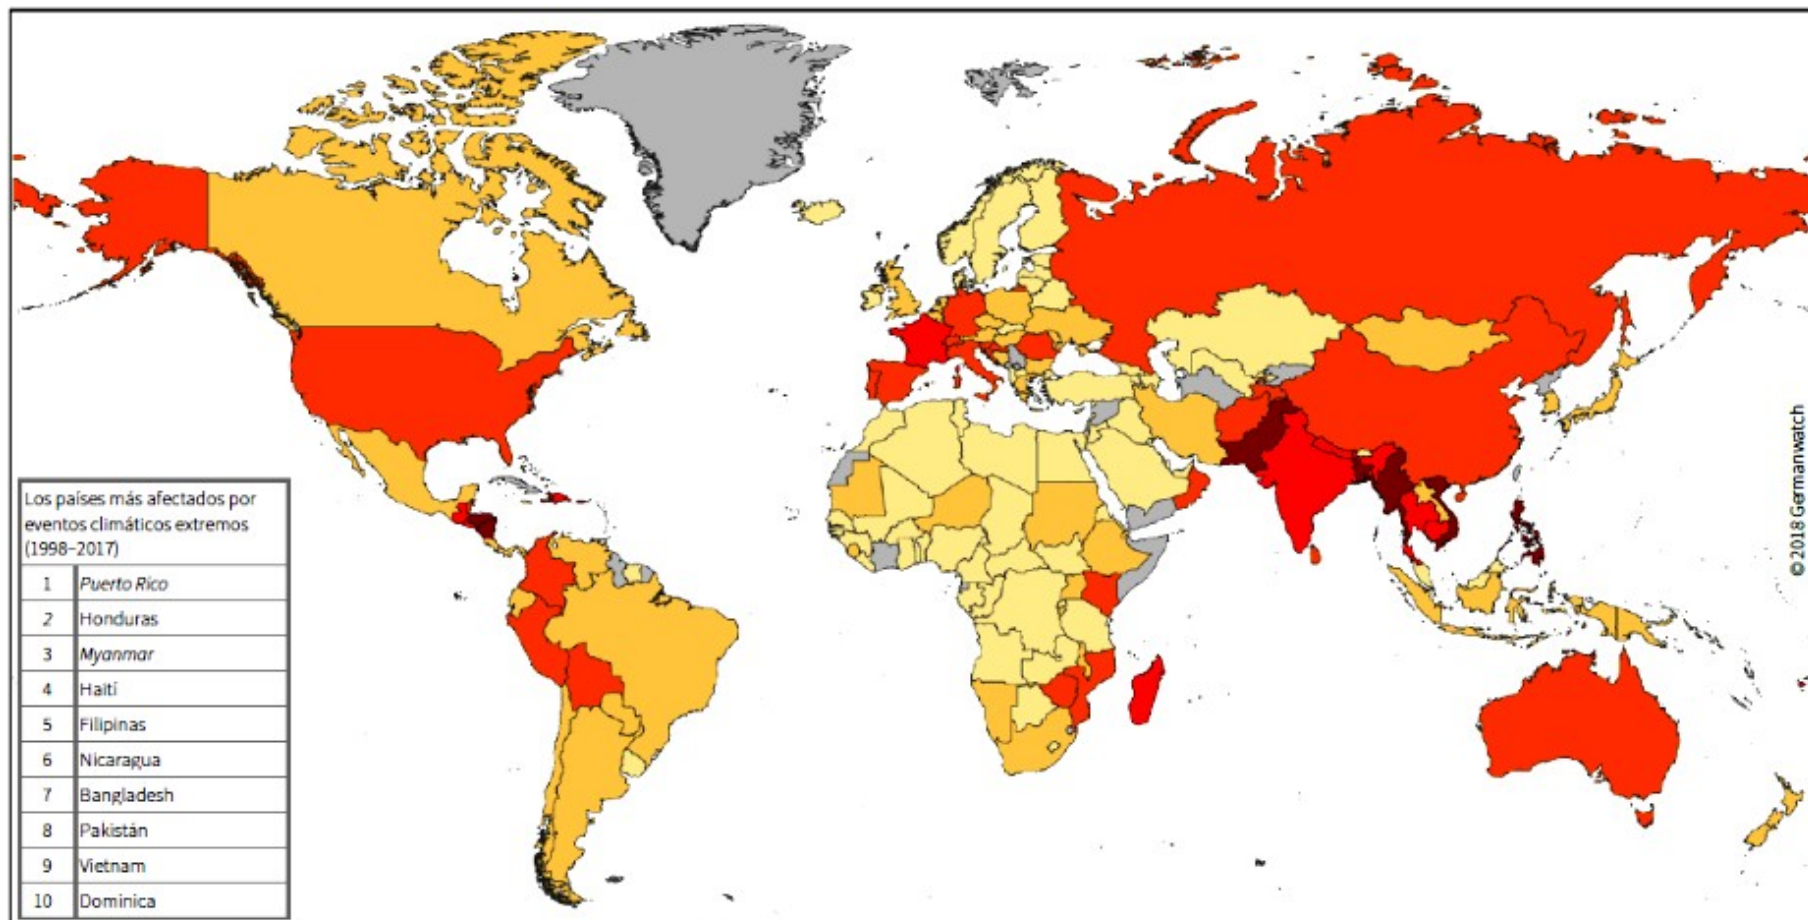 Los países más afectados por
eventos climáticos extremos
(1998–2017)
1 Puerto Rico
2 Honduras
3 Myanmar
4 Haití
5 Filipinas
6 Nicaragua
7 Bangladesh
8 Pakistán
9 Vietnam
10 Dominica
© 2018 Germanwatch